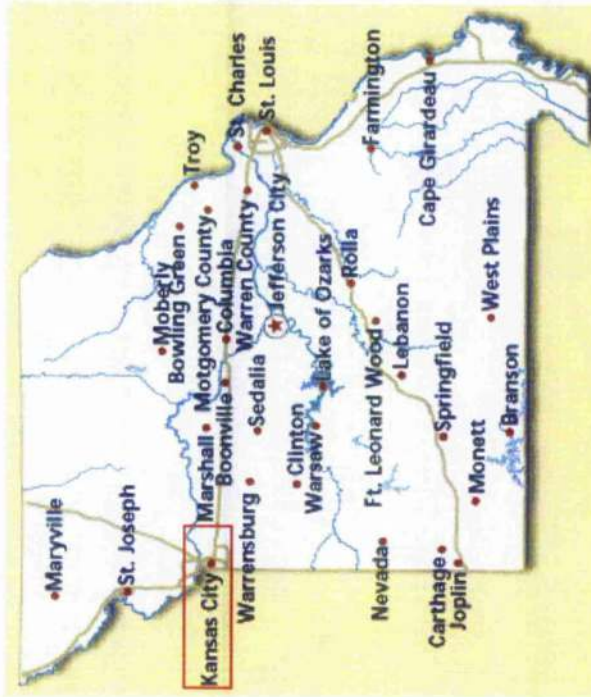 Maryville
St. Joseph
Kansas City
Marshall
Moberly
Bowling Green
Troy
Motgomery County
Boonville
Columbia
Warren County
St. Charles
St. Louis
Warrensburg
Sedalia
Jefferson City
Clinton
Warsaw
Lake of Ozarks
Nevada
Ft. Leonard Wood
Rolla
Lebanon
Farmington
Carthage
Joplin
Springfield
Cape Girardeau
Monett
Branson
West Plains